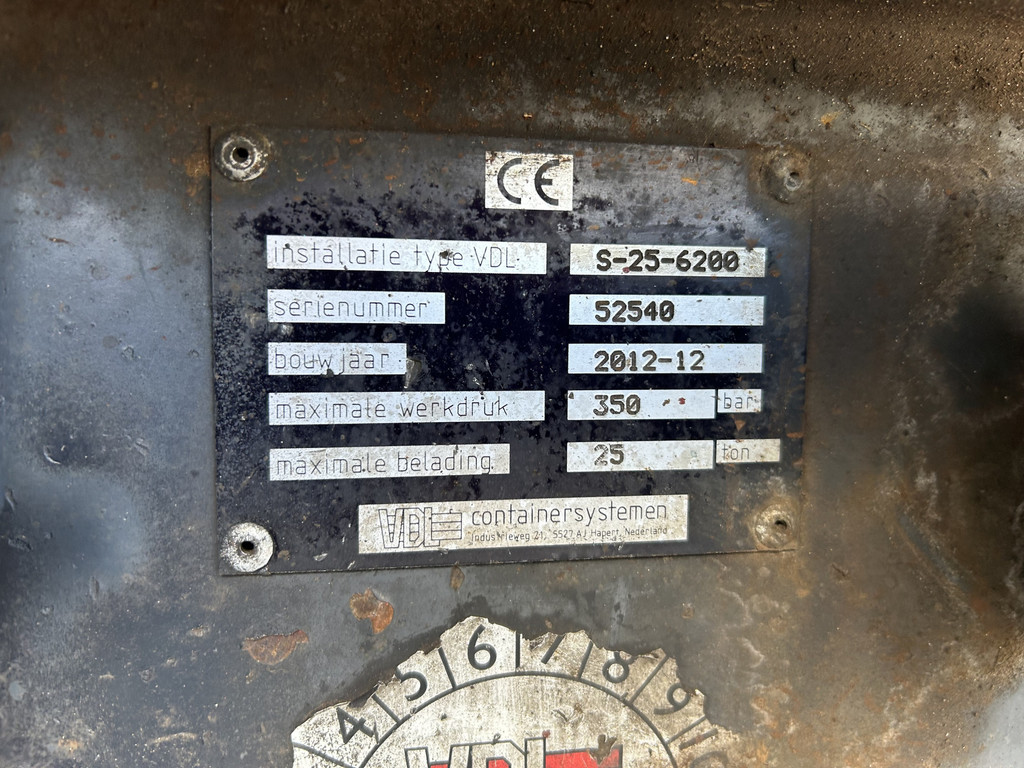 CE
installatie type VDL S-25-6200
serienummer 52540
bouwjaar 2012-12
maximale werkdruk 350 bar
maximale belading 25 ton
VDL containersystemen
Industrieweg 21, 5527 AJ Hapert, Nederland
4 5 6 7 8 9
VDL